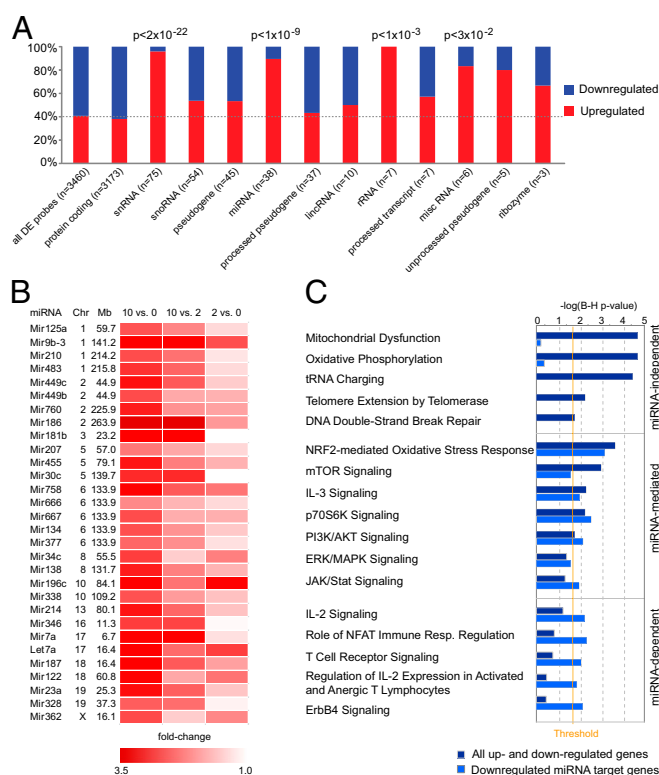 A
p<2x10-22
p<1x10-9
p<1x10-3
p<3x10-2
100%
80%
60%
40%
20%
0%
Downregulated
Upregulated
all DE probes (n=3460)
protein coding (n=3173)
snRNA (n=75)
snoRNA (n=54)
pseudogene (n=45)
miRNA (n=38)
processed pseudogene (n=37)
lincRNA (n=10)
rRNA (n=7)
processed transcript (n=7)
misc RNA (n=6)
unprocessed pseudogene (n=5)
ribozyme (n=3)
B
miRNA Chr Mb 10 vs. 0 10 vs. 2 2 vs. 0
Mir125a 1 59.7
Mir9b-3 1 141.2
Mir210 1 214.2
Mir483 1 215.8
Mir449c 2 44.9
Mir449b 2 44.9
Mir760 2 225.9
Mir186 2 263.9
Mir181b 3 23.2
Mir207 5 57.0
Mir455 5 79.1
Mir30c 5 139.7
Mir758 6 133.9
Mir666 6 133.9
Mir667 6 133.9
Mir134 6 133.9
Mir377 6 133.9
Mir34c 8 55.5
Mir138 8 131.7
Mir196c 10 84.1
Mir338 10 109.2
Mir214 13 80.1
Mir346 16 11.3
Mir7a 17 6.7
Let7a 17 16.4
Mir187 18 16.4
Mir122 18 60.8
Mir23a 19 25.3
Mir328 19 37.3
Mir362 X 16.1
fold-change
3.5 1.0
C
-log(B-H p-value)
0 1 2 3 4 5
Mitochondrial Dysfunction
Oxidative Phosphorylation
tRNA Charging
Telomere Extension by Telomerase
DNA Double-Strand Break Repair
miRNA-independent
NRF2-mediated Oxidative Stress Response
mTOR Signaling
IL-3 Signaling
p70S6K Signaling
PI3K/AKT Signaling
ERK/MAPK Signaling
JAK/Stat Signaling
miRNA-mediated
IL-2 Signaling
Role of NFAT Immune Resp. Regulation
T Cell Receptor Signaling
Regulation of IL-2 Expression in Activated
and Anergic T Lymphocytes
ErbB4 Signaling
miRNA-dependent
Threshold
All up- and down-regulated genes
Downregulated miRNA target genes